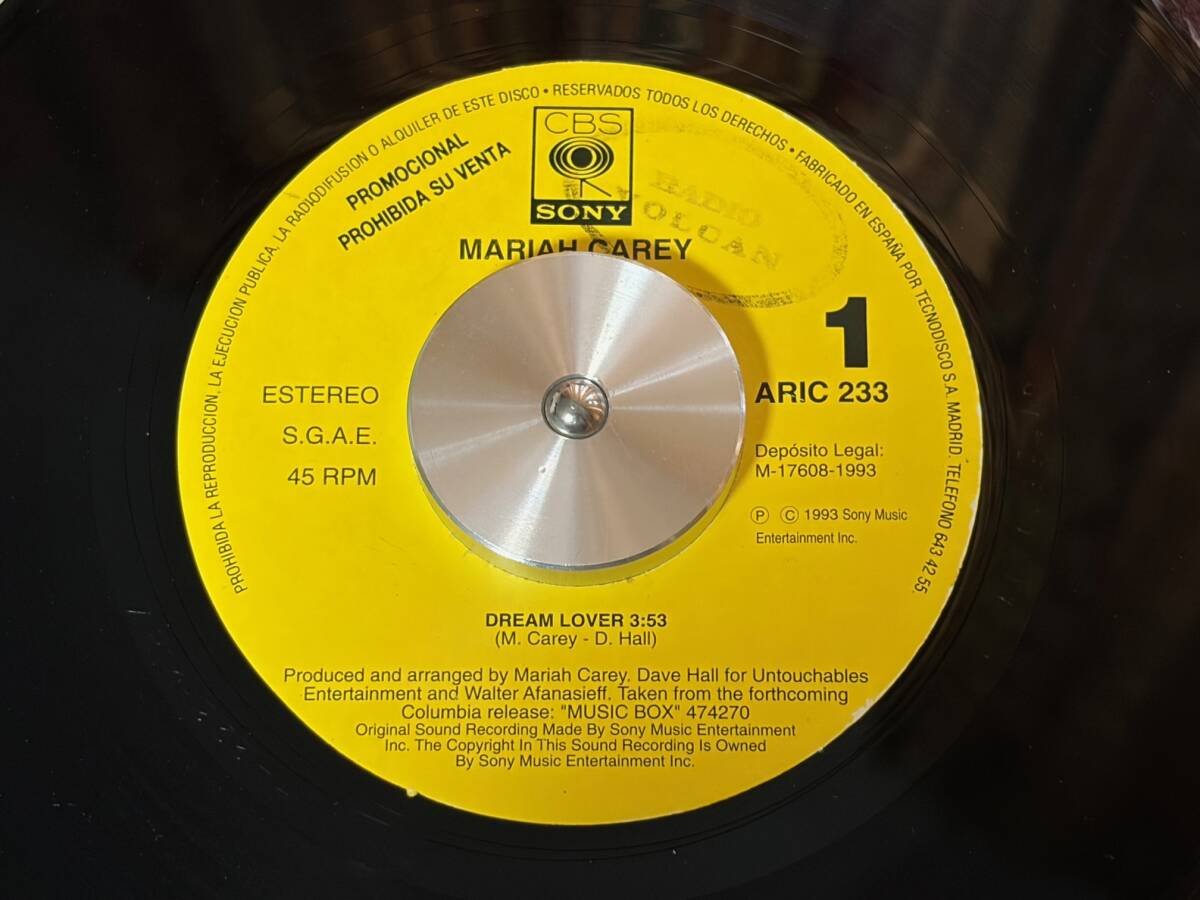 PROHIBIDA LA REPRODUCCION, LA EJECUCION PUBLICA, LA RADIODIFUSION O ALQUILER DE ESTE DISCO • RESERVADOS TODOS LOS DERECHOS • FABRICADO EN ESPAÑA POR TECNODISCO S.A. MADRID. TELEFONO 643 42 55.
PROMOCIONAL
PROHIBIDA SU VENTA
CBS
SONY
RADIO
VOLCAN
MARIAH CAREY
1
ARIC 233
ESTEREO
S.G.A.E.
45 RPM
Depósito Legal:
M-17608-1993
Ⓟ Ⓒ 1993 Sony Music
Entertainment Inc.
DREAM LOVER 3:53
(M. Carey - D. Hall)
Produced and arranged by Mariah Carey, Dave Hall for Untouchables
Entertainment and Walter Afanasieff. Taken from the forthcoming
Columbia release: "MUSIC BOX" 474270
Original Sound Recording Made By Sony Music Entertainment
Inc. The Copyright In This Sound Recording Is Owned
By Sony Music Entertainment Inc.